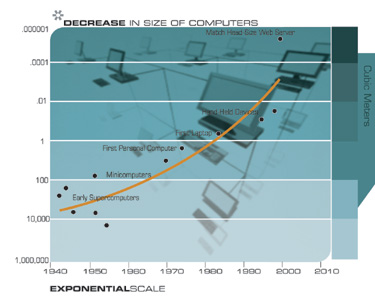 DECREASE IN SIZE OF COMPUTERS
.000001
Match Head Size Web Server
.0001
Cubic Meters
.01
Hand Held Devices
First Laptop
1
First Personal Computer
Minicomputers
100
Early Supercomputers
10,000
1,000,000
1940 1950 1960 1970 1980 1990 2000 2010
EXPONENTIALSCALE